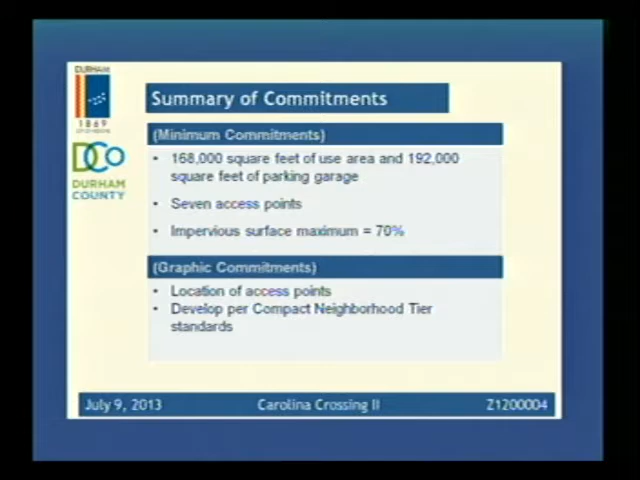 DURHAM
1869
DCO
DURHAM
COUNTY
Summary of Commitments
(Minimum Commitments)
• 168,000 square feet of use area and 192,000
square feet of parking garage
• Seven access points
• Impervious surface maximum = 70%
(Graphic Commitments)
• Location of access points
• Develop per Compact Neighborhood Tier
standards
July 9, 2013 Carolina Crossing II Z1200004